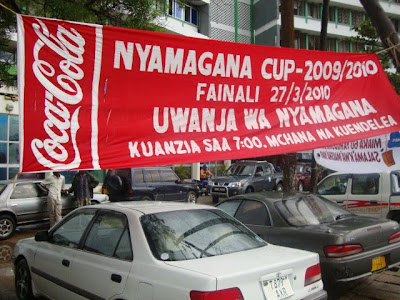 Coca-Cola
NYAMAGANA CUP-2009/2010
FAINALI 27/3/2010
UWANJA WA NYAMAGANA
KUANZIA SAA 7:00, MCHANA NA KUENDELEA